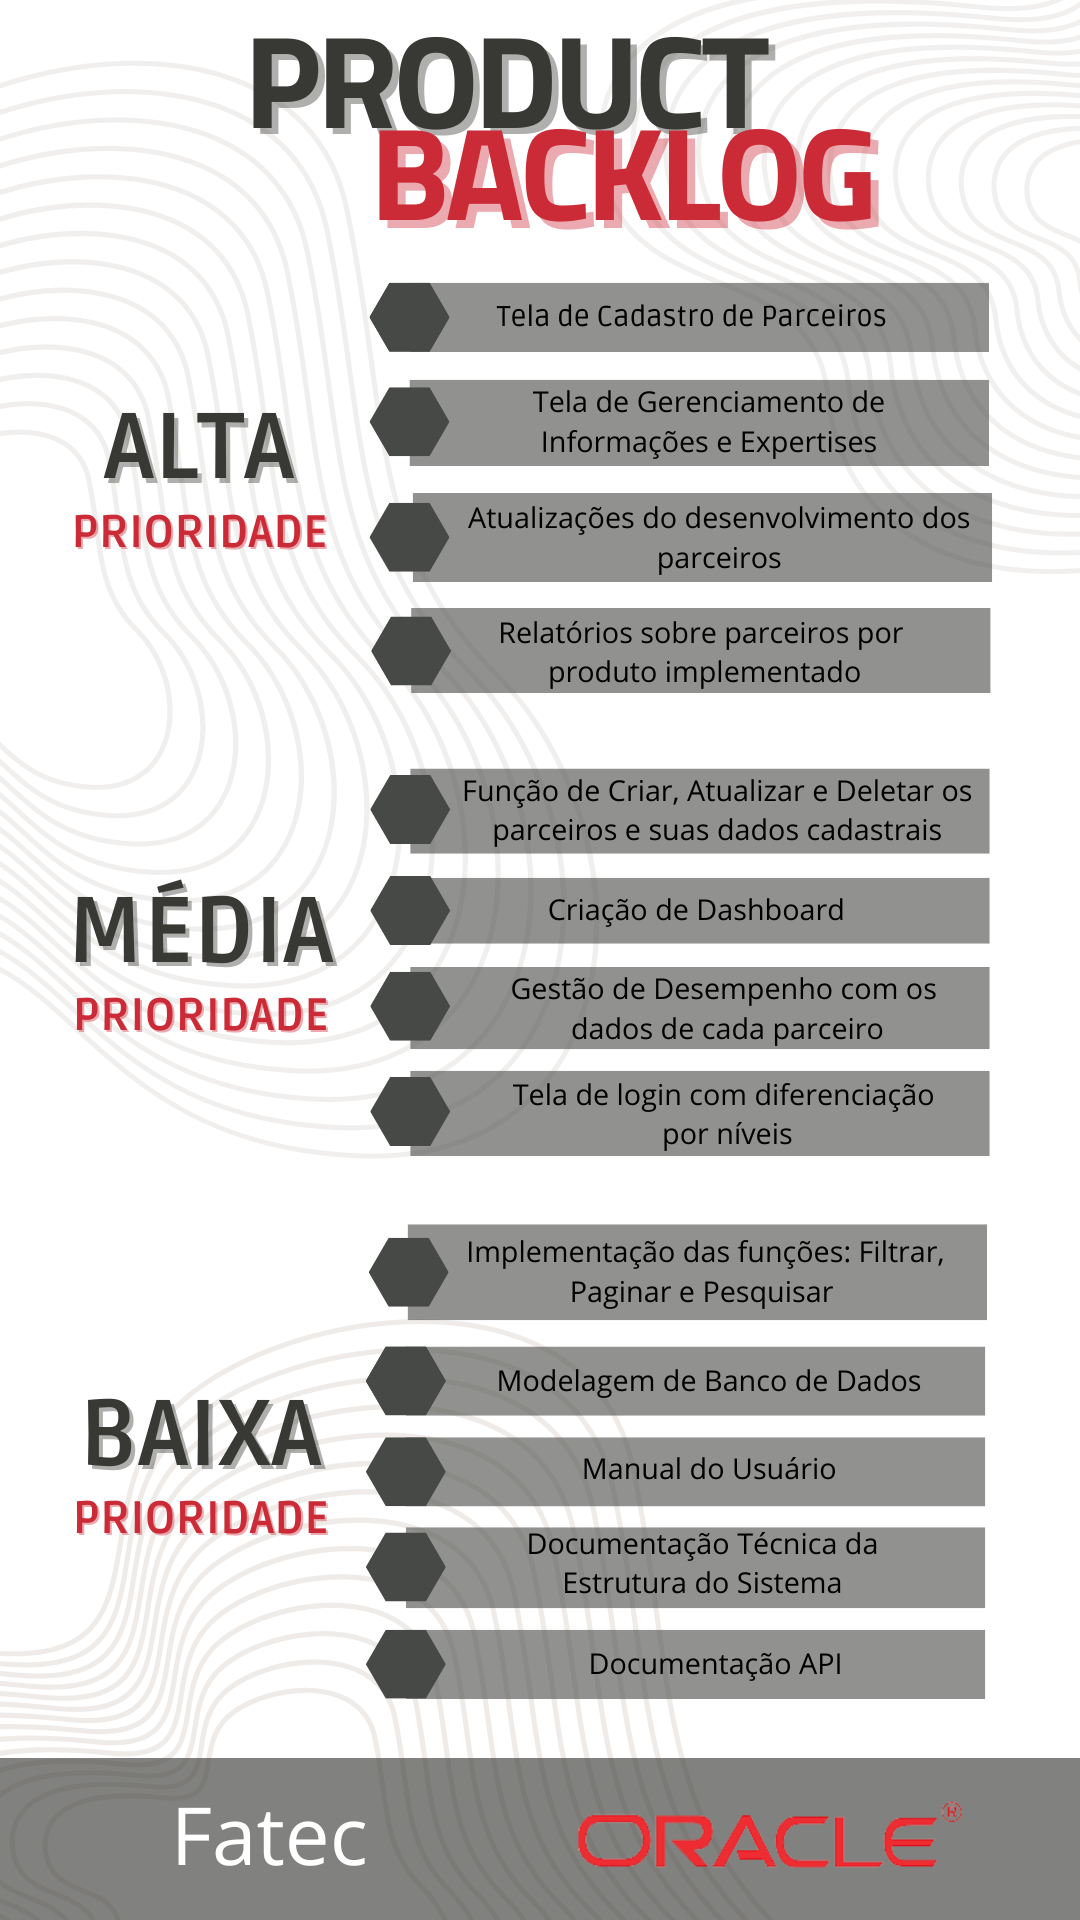 PRODUCT
BACKLOG
ALTA
PRIORIDADE
Tela de Cadastro de Parceiros
Tela de Gerenciamento de
Informações e Expertises
Atualizações do desenvolvimento dos
parceiros
Relatórios sobre parceiros por
produto implementado
MÉDIA
PRIORIDADE
Função de Criar, Atualizar e Deletar os
parceiros e suas dados cadastrais
Criação de Dashboard
Gestão de Desempenho com os
dados de cada parceiro
Tela de login com diferenciação
por níveis
BAIXA
PRIORIDADE
Implementação das funções: Filtrar,
Paginar e Pesquisar
Modelagem de Banco de Dados
Manual do Usuário
Documentação Técnica da
Estrutura do Sistema
Documentação API
Fatec
ORACLE®